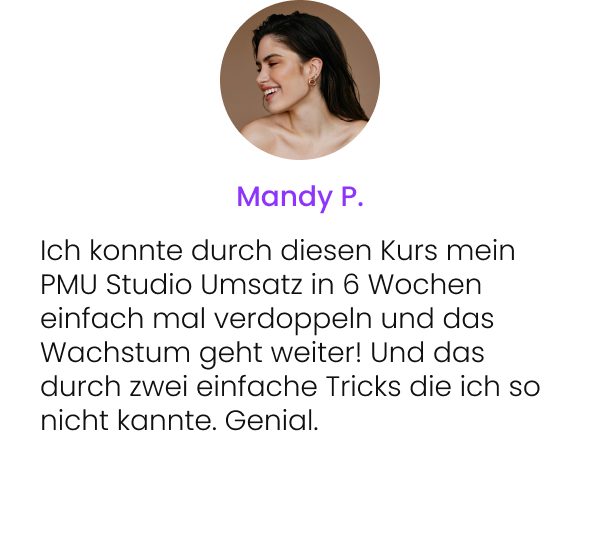 Mandy P.
Ich konnte durch diesen Kurs mein
PMU Studio Umsatz in 6 Wochen
einfach mal verdoppeln und das
Wachstum geht weiter! Und das
durch zwei einfache Tricks die ich so
nicht kannte. Genial.